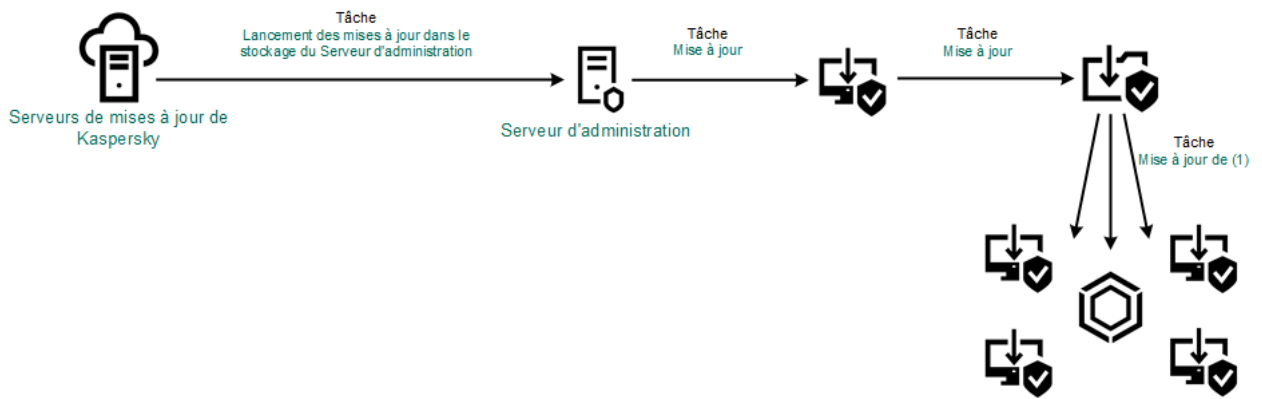 Tâche
Lancement des mises à jour dans le
stockage du Serveur d'administration
Tâche
Mise à jour
Tâche
Mise à jour
Serveurs de mises à jour de
Kaspersky
Serveur d'administration
Tâche
Mise à jour de (1)